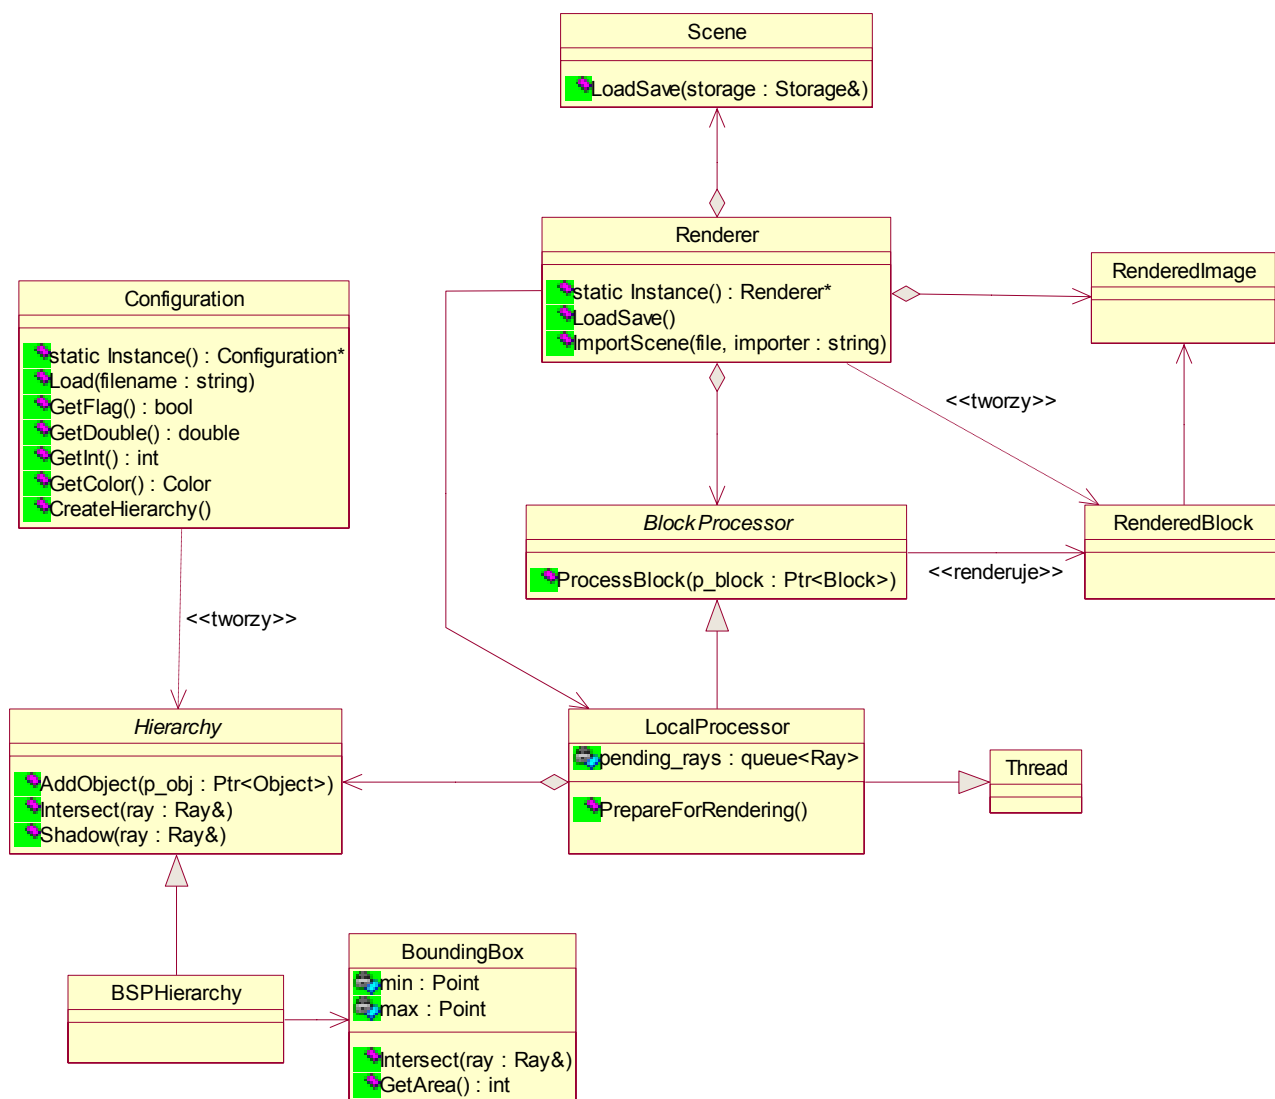 Scene
LoadSave(storage : Storage&)
Renderer
static Instance() : Renderer*
LoadSave()
ImportScene(file, importer : string)
RenderedImage
Configuration
static Instance() : Configuration*
Load(filename : string)
GetFlag() : bool
GetDouble() : double
GetInt() : int
GetColor() : Color
CreateHierarchy()
<<tworzy>>
BlockProcessor
ProcessBlock(p_block : Ptr<Block>)
RenderedBlock
<<renderuje>>
<<tworzy>>
Hierarchy
AddObject(p_obj : Ptr<Object>)
Intersect(ray : Ray&)
Shadow(ray : Ray&)
LocalProcessor
pending_rays : queue<Ray>
PrepareForRendering()
Thread
BSPHierarchy
BoundingBox
min : Point
max : Point
Intersect(ray : Ray&)
GetArea() : int